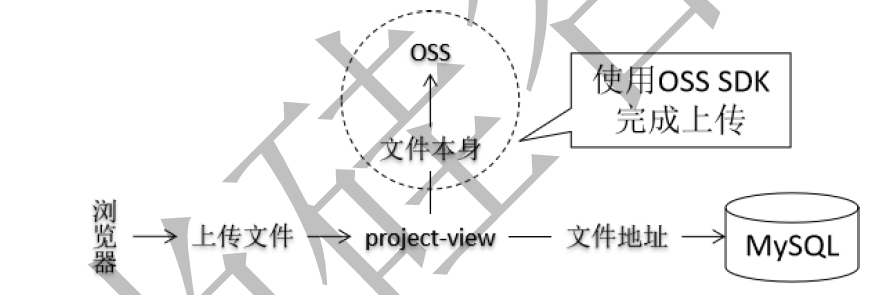 OSS
使用OSS SDK
完成上传
文件本身
浏览器
上传文件
project-view
文件地址
MySQL